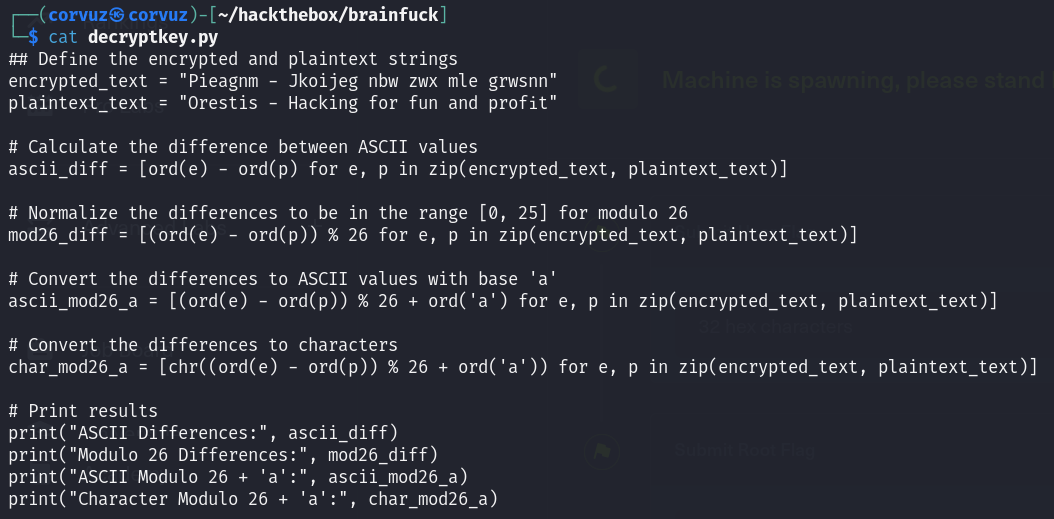 ┌──(corvuz㉿corvuz)-[~/hackthebox/brainfuck]
└─$ cat decryptkey.py
## Define the encrypted and plaintext strings
encrypted_text = "Pieagnm - Jkoijeg nbw zwx mle grwsnn"
plaintext_text = "Orestis - Hacking for fun and profit"

# Calculate the difference between ASCII values
ascii_diff = [ord(e) - ord(p) for e, p in zip(encrypted_text, plaintext_text)]

# Normalize the differences to be in the range [0, 25] for modulo 26
mod26_diff = [(ord(e) - ord(p)) % 26 for e, p in zip(encrypted_text, plaintext_text)]

# Convert the differences to ASCII values with base 'a'
ascii_mod26_a = [(ord(e) - ord(p)) % 26 + ord('a') for e, p in zip(encrypted_text, plaintext_text)]

# Convert the differences to characters
char_mod26_a = [chr((ord(e) - ord(p)) % 26 + ord('a')) for e, p in zip(encrypted_text, plaintext_text)]

# Print results
print("ASCII Differences:", ascii_diff)
print("Modulo 26 Differences:", mod26_diff)
print("ASCII Modulo 26 + 'a':", ascii_mod26_a)
print("Character Modulo 26 + 'a':", char_mod26_a)
Machine is spawning, please stand
32 hex characters
Submit Root Flag